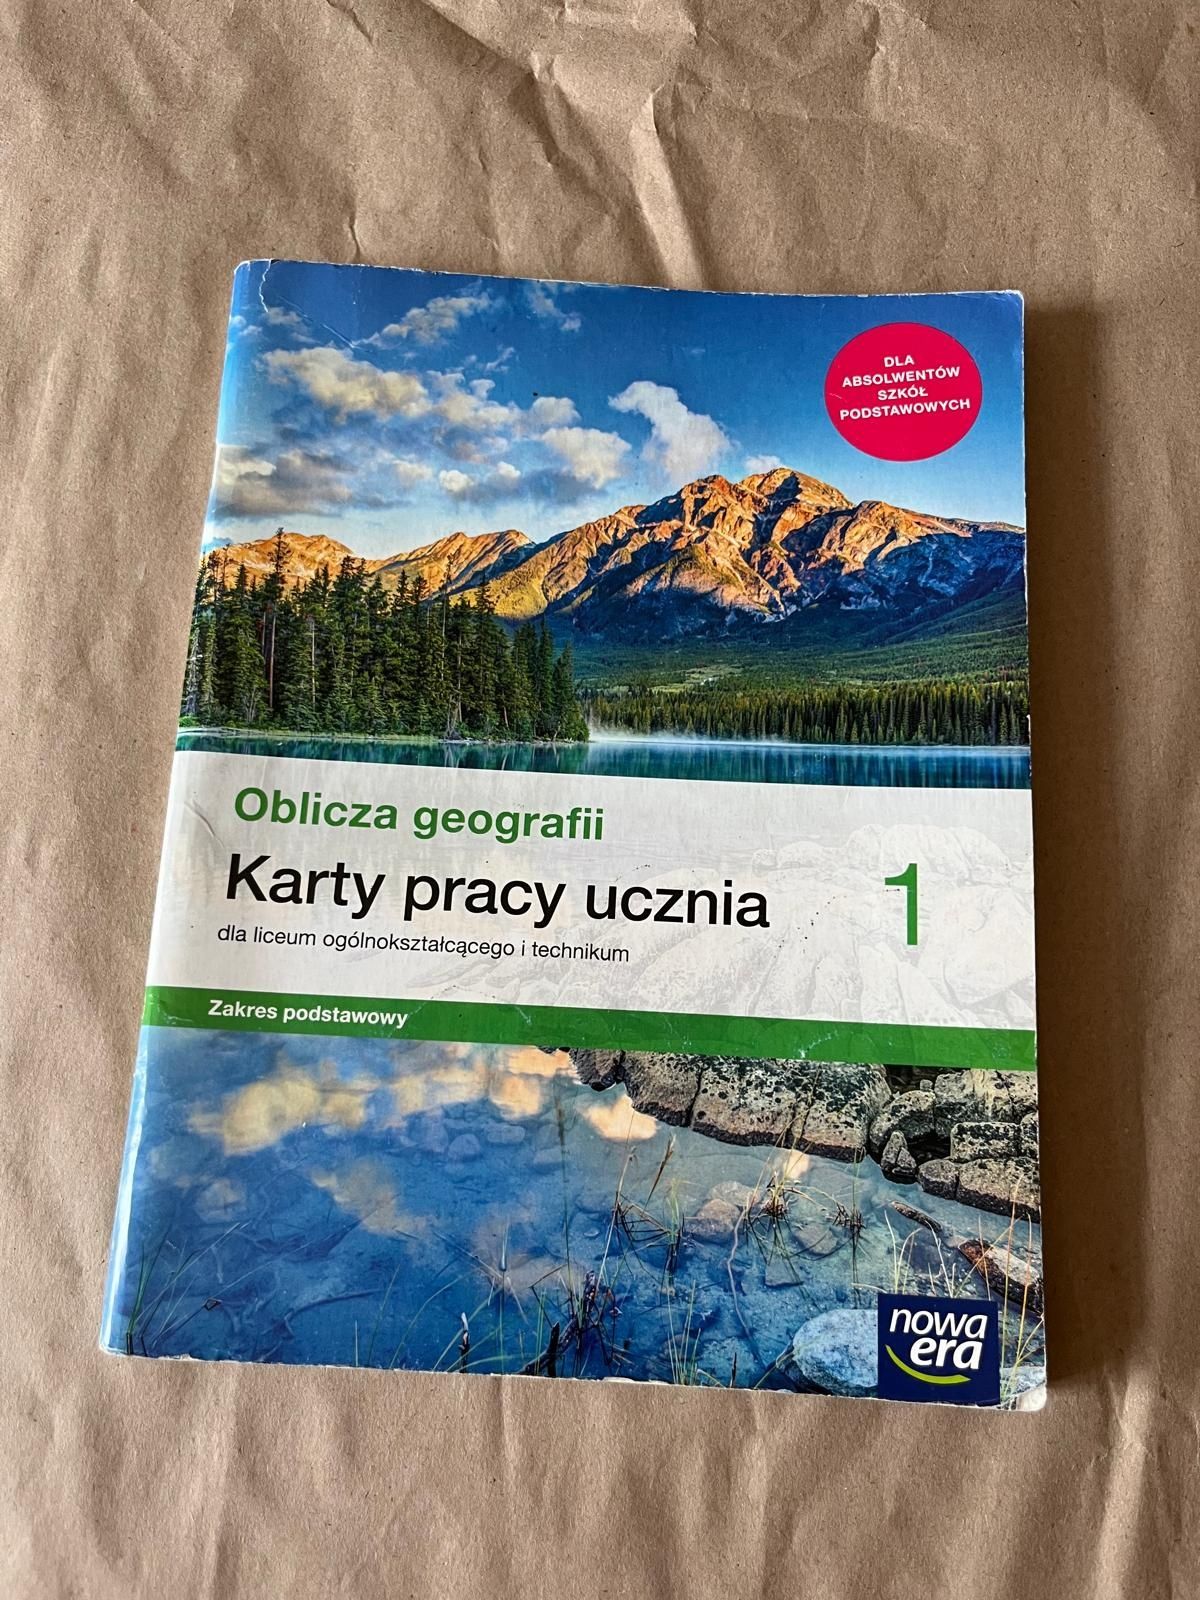 DLA
ABSOLWENTÓW
SZKÓŁ
PODSTAWOWYCH
Oblicza geografii
Karty pracy ucznia
1
dla liceum ogólnokształcącego i technikum
Zakres podstawowy
nowa
era